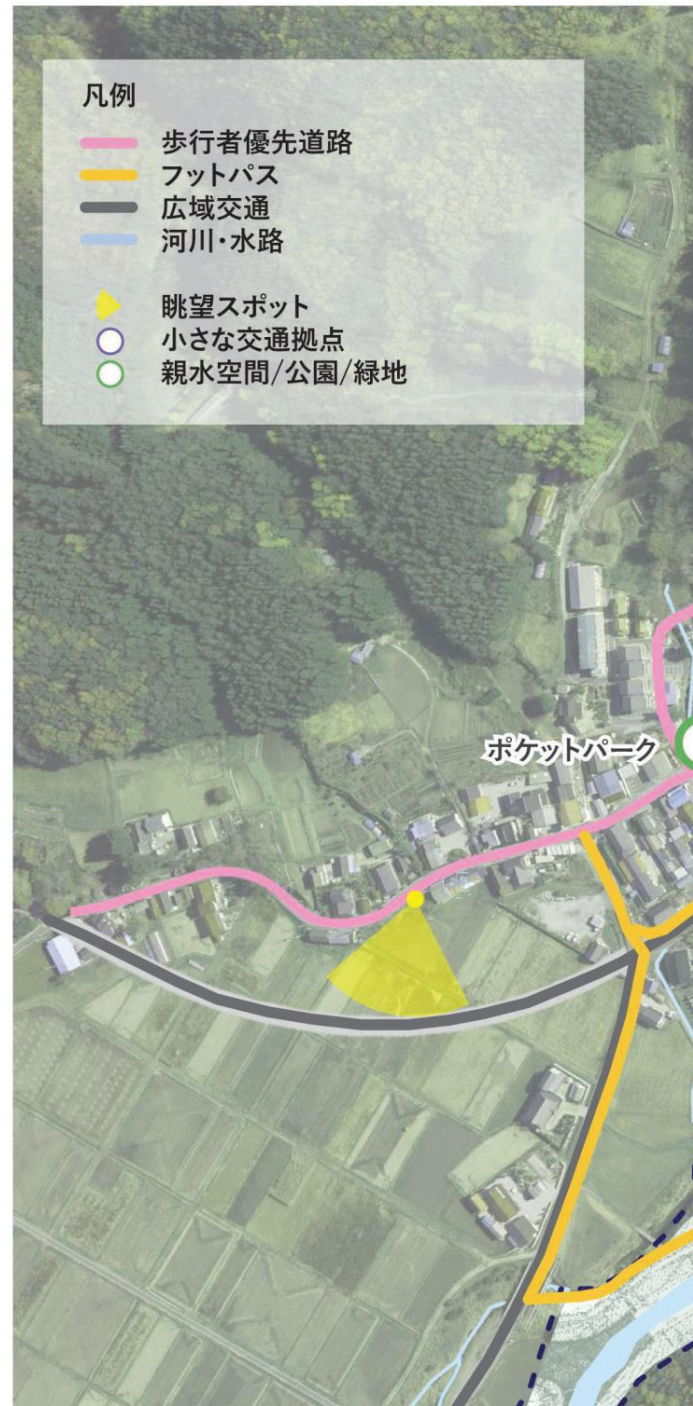 凡例
歩行者優先道路
フットパス
広域交通
河川・水路
眺望スポット
小さな交通拠点
親水空間/公園/緑地
ポケットパーク